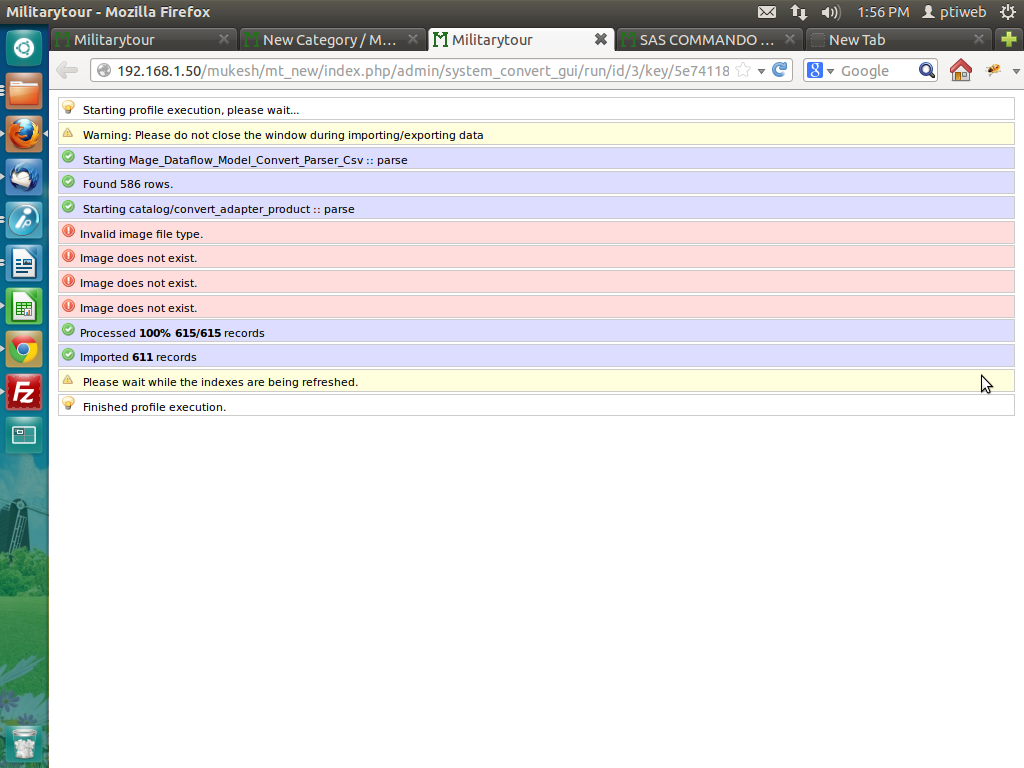 Militarytour - Mozilla Firefox 1:56 PM ptiweb
Militarytour New Category / M... Militarytour SAS COMMANDO ... New Tab
192.168.1.50/mukesh/mt_new/index.php/admin/system_convert_gui/run/id/3/key/5e74118 Google
Starting profile execution, please wait...
Warning: Please do not close the window during importing/exporting data
Starting Mage_Dataflow_Model_Convert_Parser_Csv :: parse
Found 586 rows.
Starting catalog/convert_adapter_product :: parse
Invalid image file type.
Image does not exist.
Image does not exist.
Image does not exist.
Processed 100% 615/615 records
Imported 611 records
Please wait while the indexes are being refreshed.
Finished profile execution.